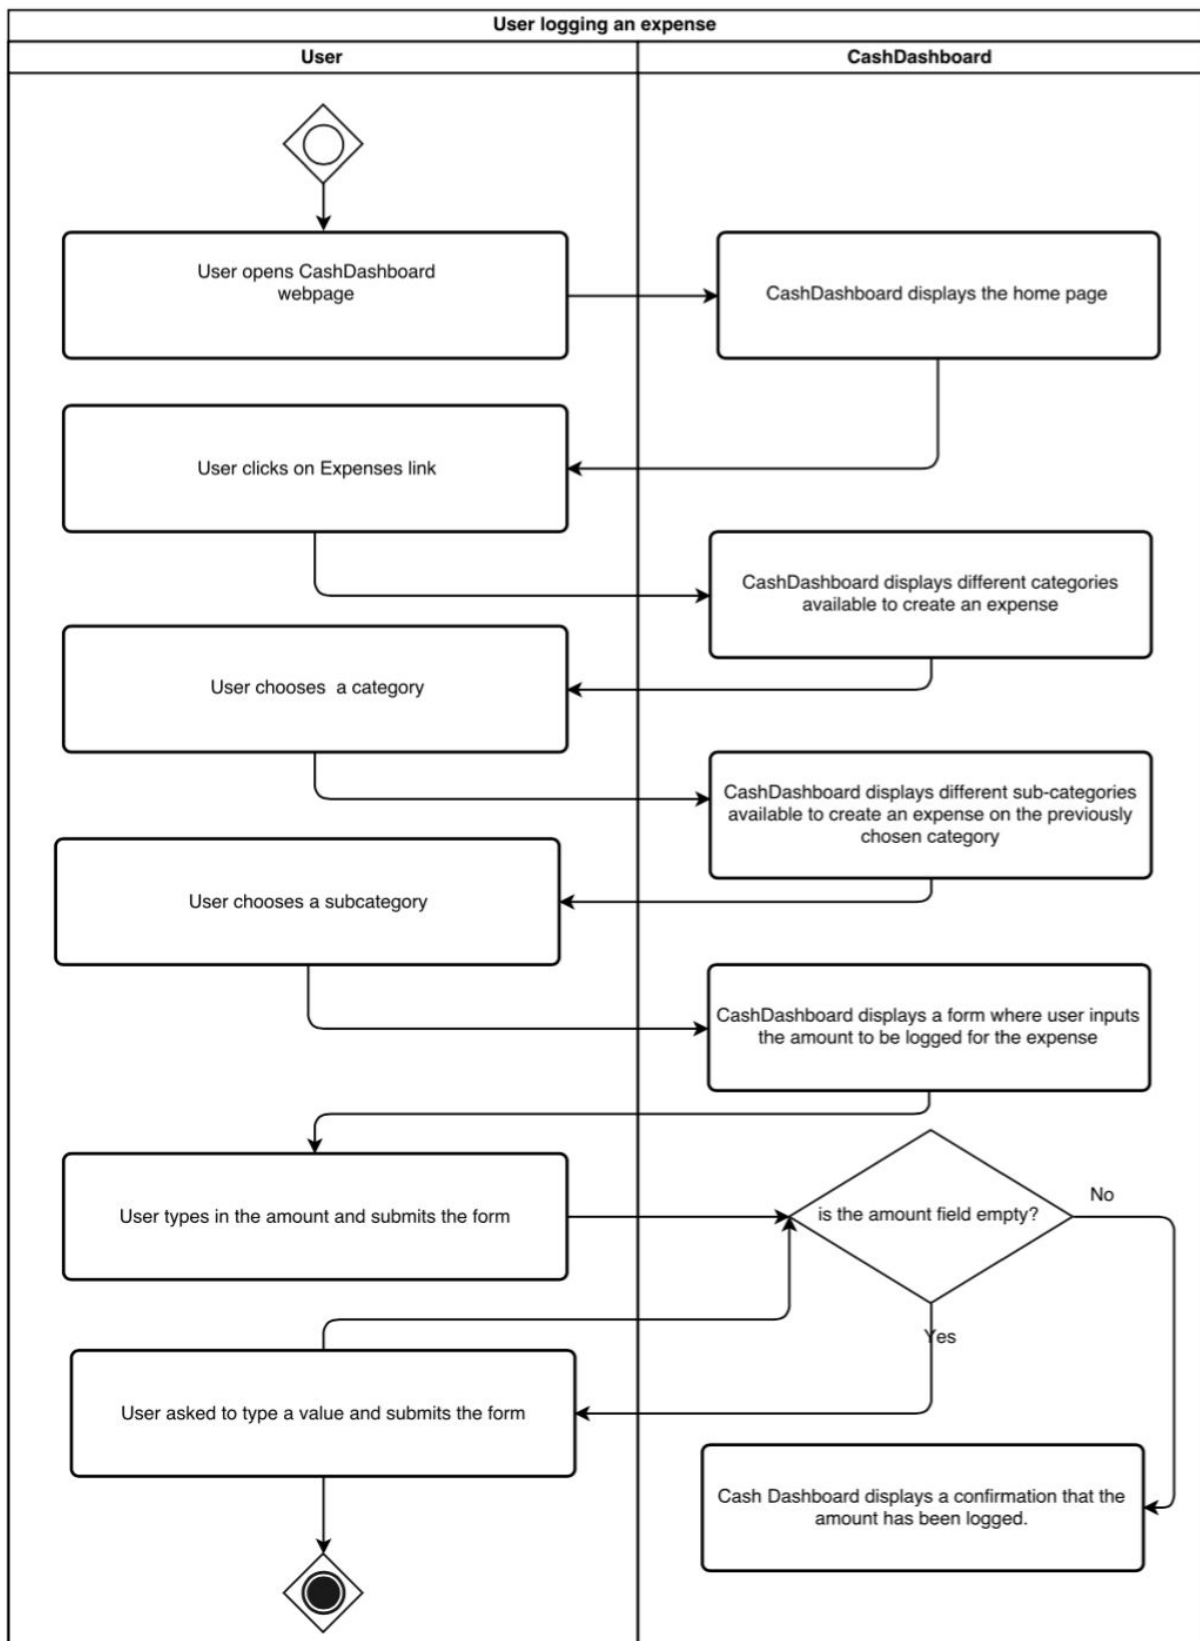 User logging an expense
User
CashDashboard
User opens CashDashboard
webpage
CashDashboard displays the home page
User clicks on Expenses link
CashDashboard displays different categories
available to create an expense
User chooses a category
CashDashboard displays different sub-categories
available to create an expense on the previously
chosen category
User chooses a subcategory
CashDashboard displays a form where user inputs
the amount to be logged for the expense
User types in the amount and submits the form
is the amount field empty?
No
Yes
User asked to type a value and submits the form
Cash Dashboard displays a confirmation that the
amount has been logged.